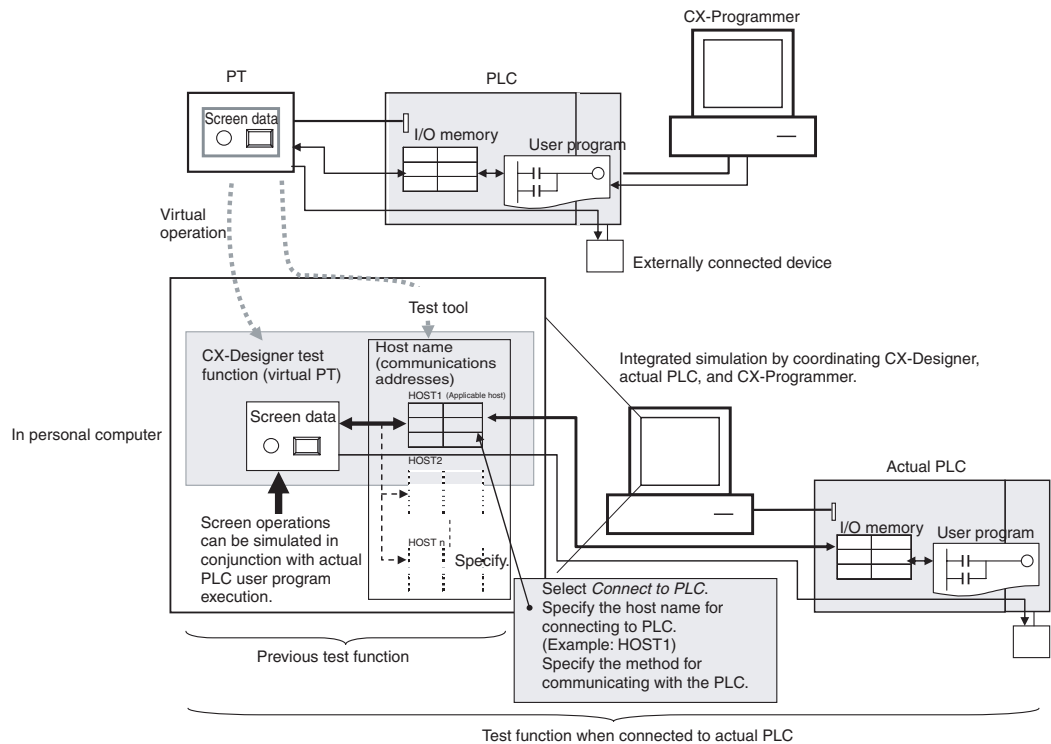 CX-Programmer
PT
PLC
Screen data
I/O memory
User program
Virtual
operation
Externally connected device
Test tool
CX-Designer test
function (virtual PT)
Host name
(communications
addresses)
HOST1 (Applicable host)
Integrated simulation by coordinating CX-Designer,
actual PLC, and CX-Programmer.
Screen data
In personal computer
HOST2
Actual PLC
Screen operations
can be simulated in
conjunction with actual
PLC user program
execution.
HOST n
Specify.
I/O memory
User program
Select Connect to PLC.
Specify the host name for
connecting to PLC.
(Example: HOST1)
Specify the method for
communicating with the PLC.
Previous test function
Test function when connected to actual PLC